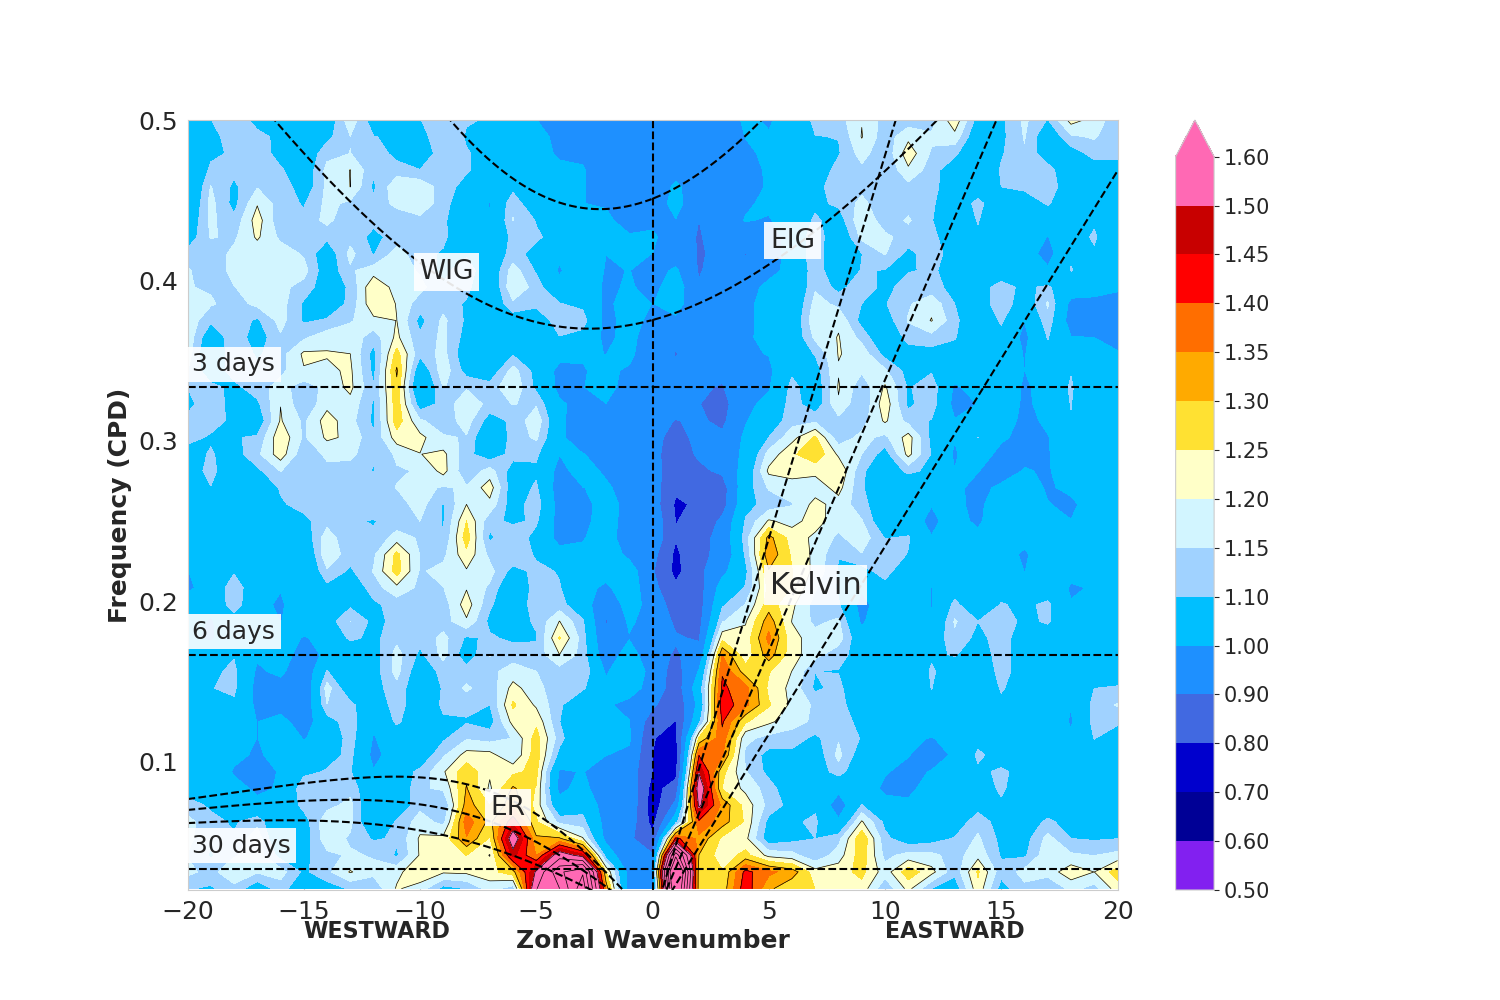 0.5
0.4
0.3
0.2
0.1
Frequency (CPD)
WIG
EIG
3 days
Kelvin
6 days
ER
30 days
−20 −15 −10 −5 0 5 10 15 20
WESTWARD EASTWARD
Zonal Wavenumber
1.60
1.50
1.45
1.40
1.35
1.30
1.25
1.20
1.15
1.10
1.00
0.90
0.80
0.70
0.60
0.50